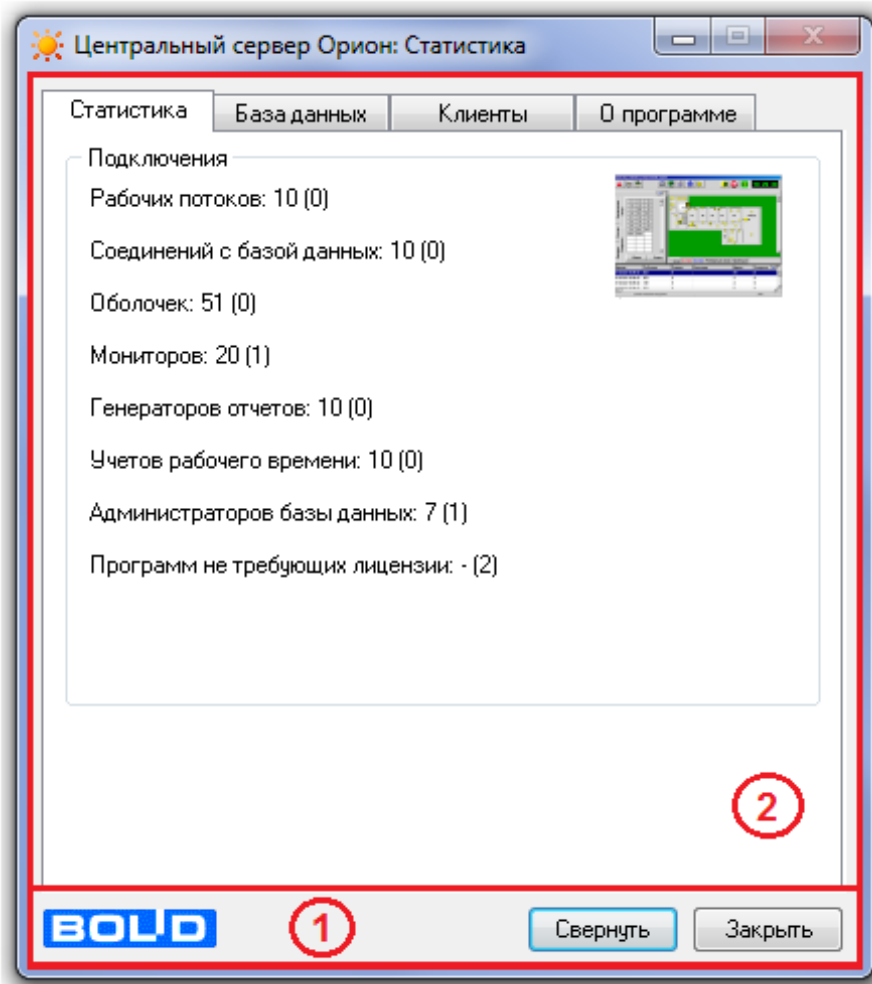 Центральный сервер Орион: Статистика
Статистика База данных Клиенты О программе
Подключения
Рабочих потоков: 10 (0)
Соединений с базой данных: 10 (0)
Оболочек: 51 (0)
Мониторов: 20 (1)
Генераторов отчетов: 10 (0)
Учетов рабочего времени: 10 (0)
Администраторов базы данных: 7 (1)
Программ не требующих лицензии: - (2)
2
BOLID 1 Свернуть Закрыть